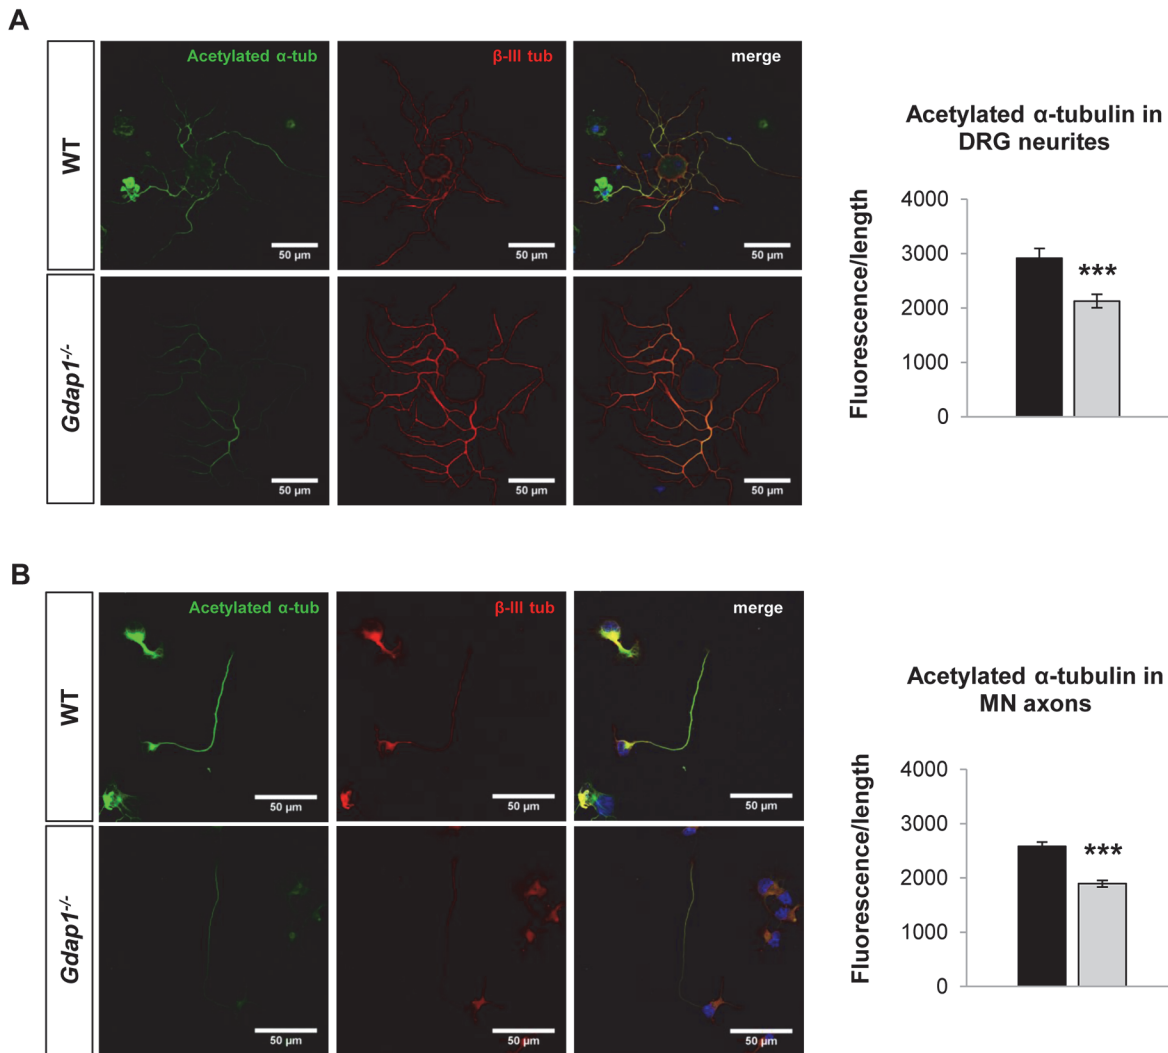 A
Acetylated α-tub
β-III tub
merge
WT
50 µm
50 µm
50 µm
Gdap1-/-
50 µm
50 µm
50 µm
Acetylated α-tubulin in
DRG neurites
Fluorescence/length
4000
3000
2000
1000
0
***
B
Acetylated α-tub
β-III tub
merge
WT
50 µm
50 µm
50 µm
Gdap1-/-
50 µm
50 µm
50 µm
Acetylated α-tubulin in
MN axons
Fluorescence/length
4000
3000
2000
1000
0
***